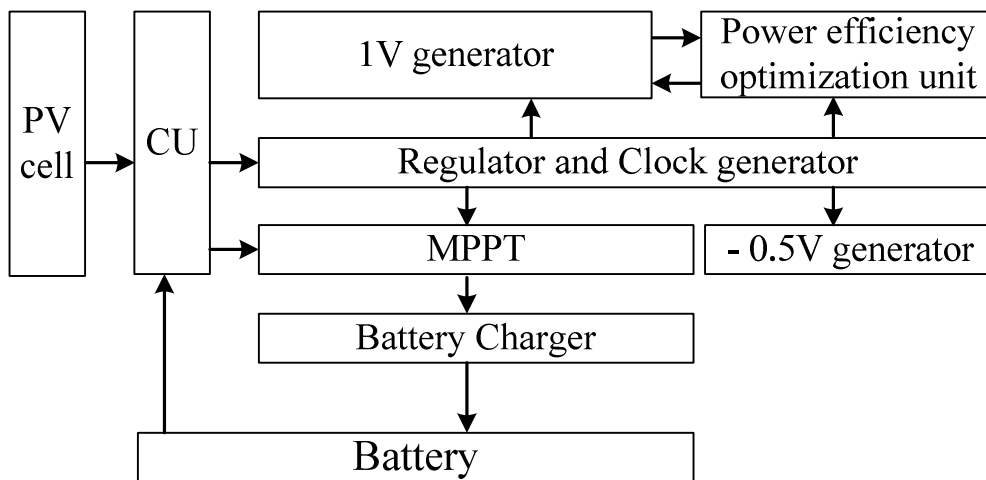 PV
cell
CU
1V generator
Power efficiency
optimization unit
Regulator and Clock generator
MPPT
- 0.5V generator
Battery Charger
Battery